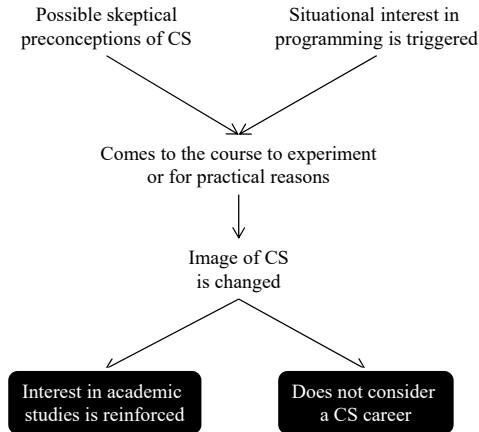 Possible skeptical
preconceptions of CS
Situational interest in
programming is triggered
Comes to the course to experiment
or for practical reasons
Image of CS
is changed
Interest in academic
studies is reinforced
Does not consider
a CS career